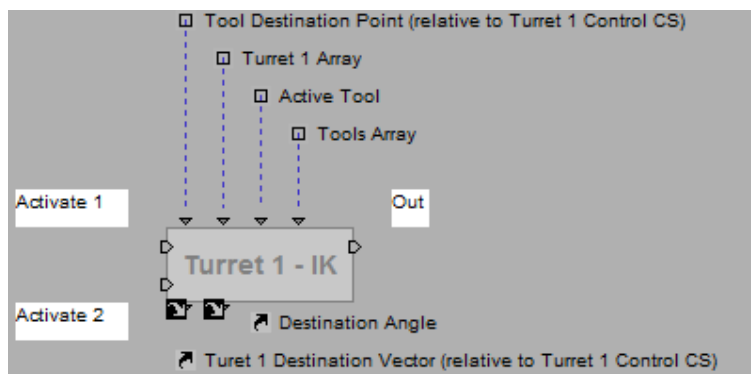 Tool Destination Point (relative to Turret 1 Control CS)
Turret 1 Array
Active Tool
Tools Array
Activate 1
Out
Turret 1 - IK
Activate 2
Destination Angle
Turet 1 Destination Vector (relative to Turret 1 Control CS)